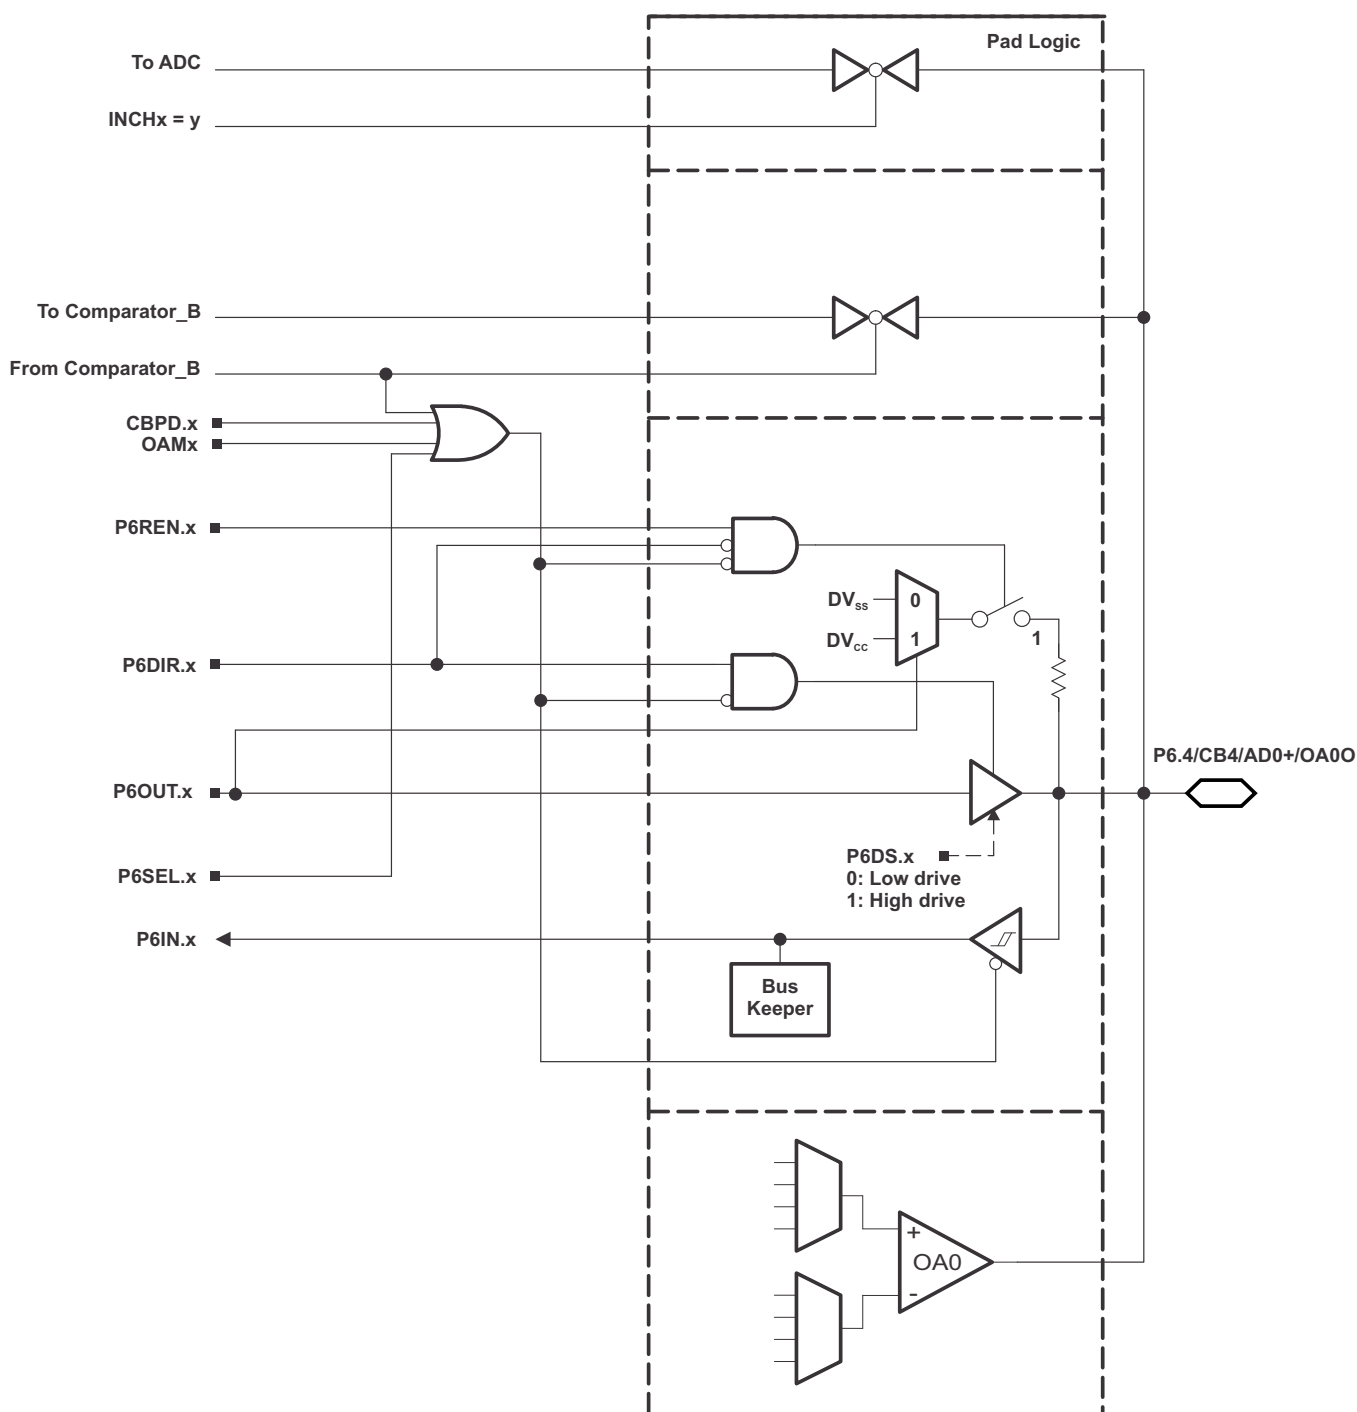 Pad Logic
To ADC
INCHx = y
To Comparator_B
From Comparator_B
CBPD.x
OAMx
P6REN.x
DVSS
0
DVCC
1
1
P6DIR.x
P6.4/CB4/AD0+/OA0O
P6OUT.x
P6DS.x
0: Low drive
1: High drive
P6SEL.x
P6IN.x
Bus
Keeper
+
OA0
-